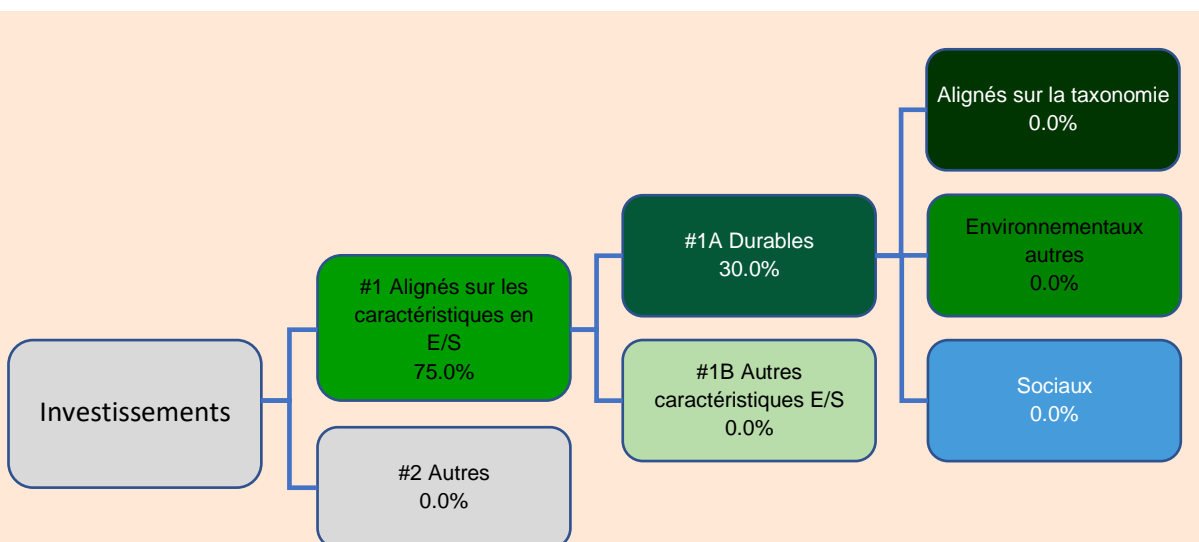 Investissements
#1 Alignés sur les
caractéristiques en
E/S
75.0%
#2 Autres
0.0%
#1A Durables
30.0%
#1B Autres
caractéristiques E/S
0.0%
Alignés sur la taxonomie
0.0%
Environnementaux
autres
0.0%
Sociaux
0.0%